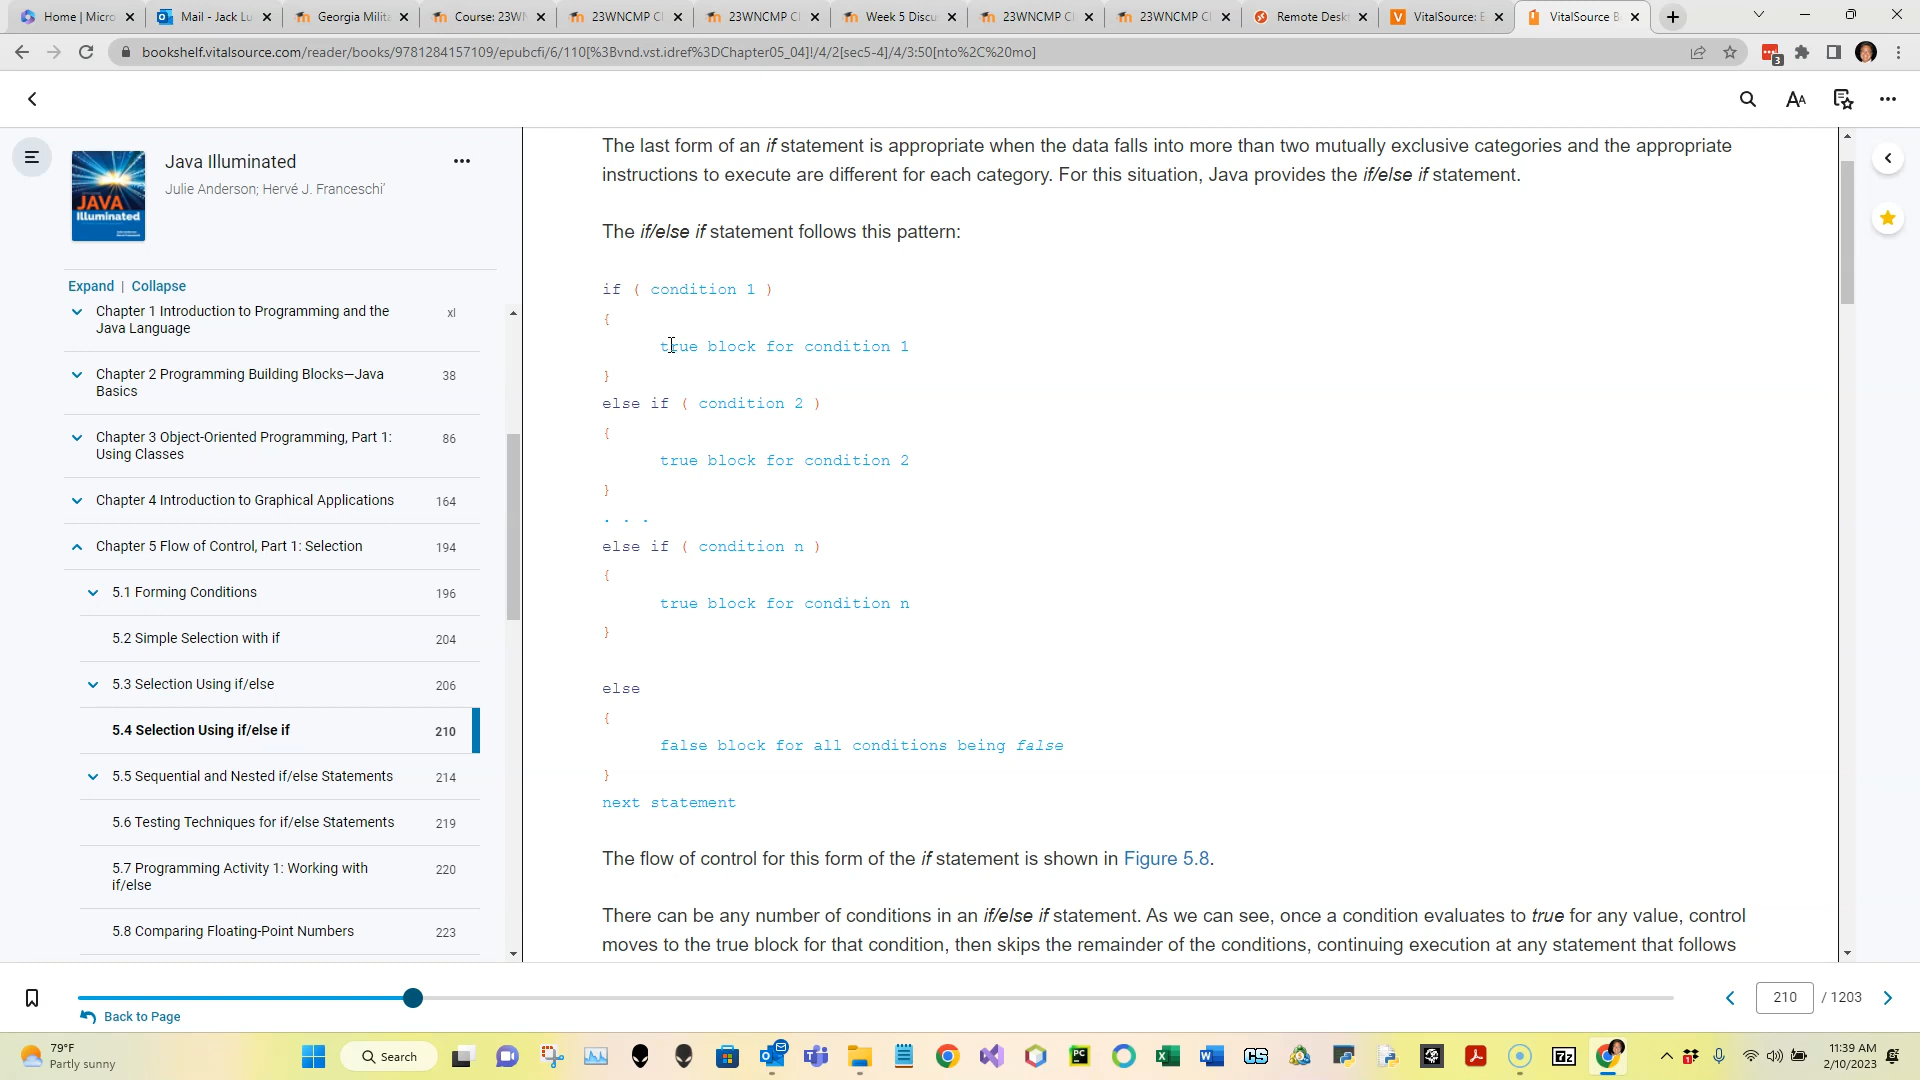 Home | Micro
Mail - Jack Lu
Georgia Milit
Course: 23WN
23WNCMP C
23WNCMP C
Week 5 Discu
23WNCMP C
23WNCMP C
Remote Desk
VitalSource: E
VitalSource B
bookshelf.vitalsource.com/reader/books/9781284157109/epubcfi/6/110[%3Bvnd.vst.idref%3DChapter05_04]!/4/2[sec5-4]/4/3:50[nto%2C%20mo]
3
Java Illuminated
Julie Anderson; Hervé J. Franceschi'
JAVA
Illuminated
Expand | Collapse
Chapter 1 Introduction to Programming and the
Java Language
xl
Chapter 2 Programming Building Blocks—Java
Basics
38
Chapter 3 Object-Oriented Programming, Part 1:
Using Classes
86
Chapter 4 Introduction to Graphical Applications 164
Chapter 5 Flow of Control, Part 1: Selection 194
5.1 Forming Conditions 196
5.2 Simple Selection with if 204
5.3 Selection Using if/else 206
5.4 Selection Using if/else if 210
5.5 Sequential and Nested if/else Statements 214
5.6 Testing Techniques for if/else Statements 219
5.7 Programming Activity 1: Working with
if/else
220
5.8 Comparing Floating-Point Numbers 223
The last form of an if statement is appropriate when the data falls into more than two mutually exclusive categories and the appropriate
instructions to execute are different for each category. For this situation, Java provides the if/else if statement.
The if/else if statement follows this pattern:
if ( condition 1 )
{
true block for condition 1
}
else if ( condition 2 )
{
true block for condition 2
}
. . .
else if ( condition n )
{
true block for condition n
}
else
{
false block for all conditions being false
}
next statement
The flow of control for this form of the if statement is shown in Figure 5.8.
There can be any number of conditions in an if/else if statement. As we can see, once a condition evaluates to true for any value, control
moves to the true block for that condition, then skips the remainder of the conditions, continuing execution at any statement that follows
Back to Page
210 / 1203
79°F
Partly sunny
Search
PC
CS
7z
1
11:39 AM
2/10/2023